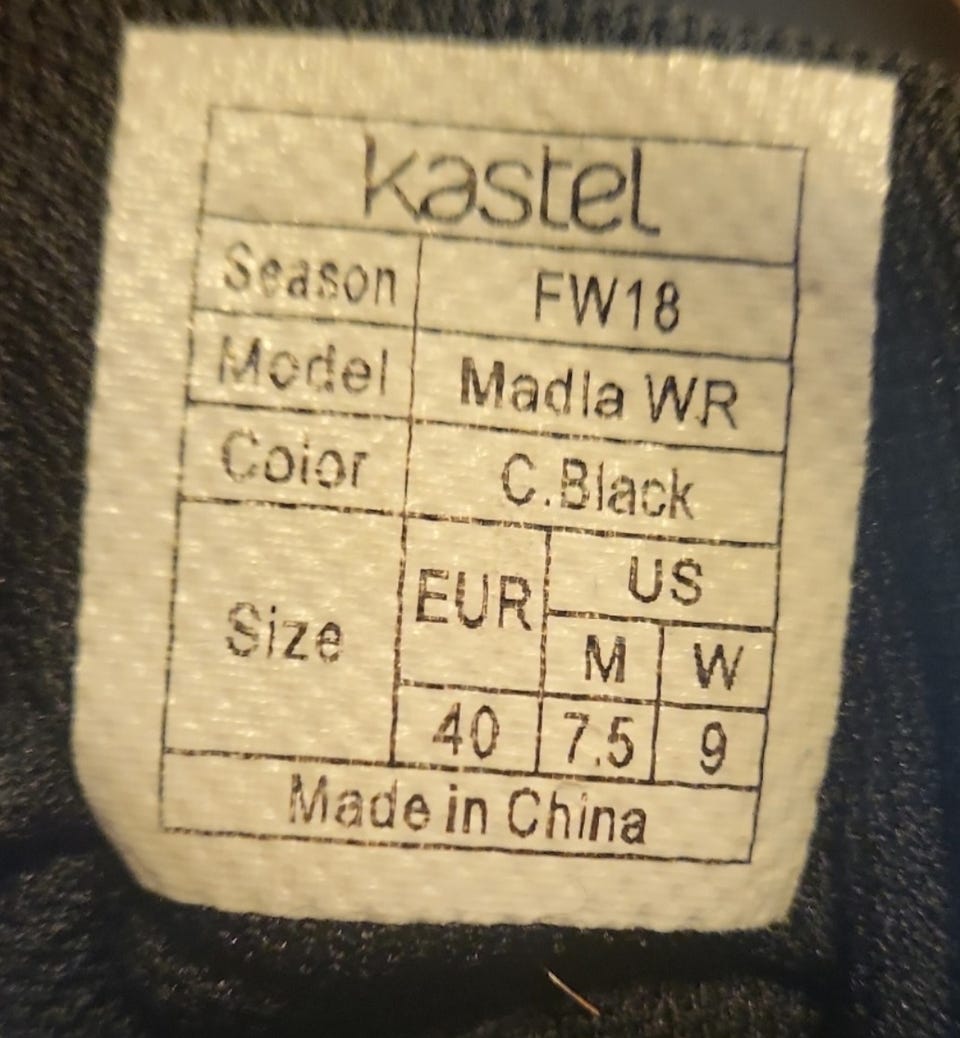 kastel
Season FW18
Model Madla WR
Color C.Black
Size EUR US
M W
40 7.5 9
Made in China